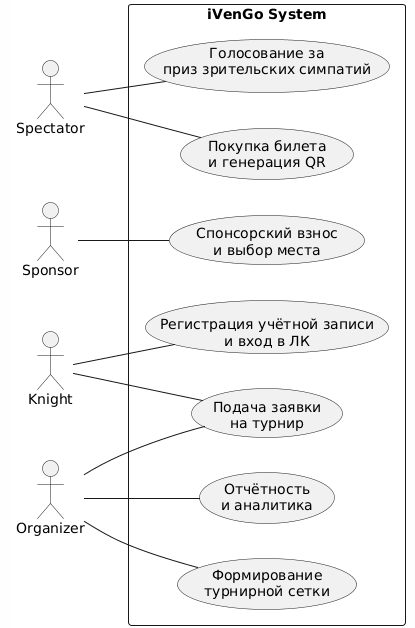 iVenGo System
Голосование за
приз зрительских симпатий
Spectator
Покупка билета
и генерация QR
Sponsor
Спонсорский взнос
и выбор места
Регистрация учётной записи
и вход в ЛК
Knight
Подача заявки
на турнир
Organizer
Отчётность
и аналитика
Формирование
турнирной сетки